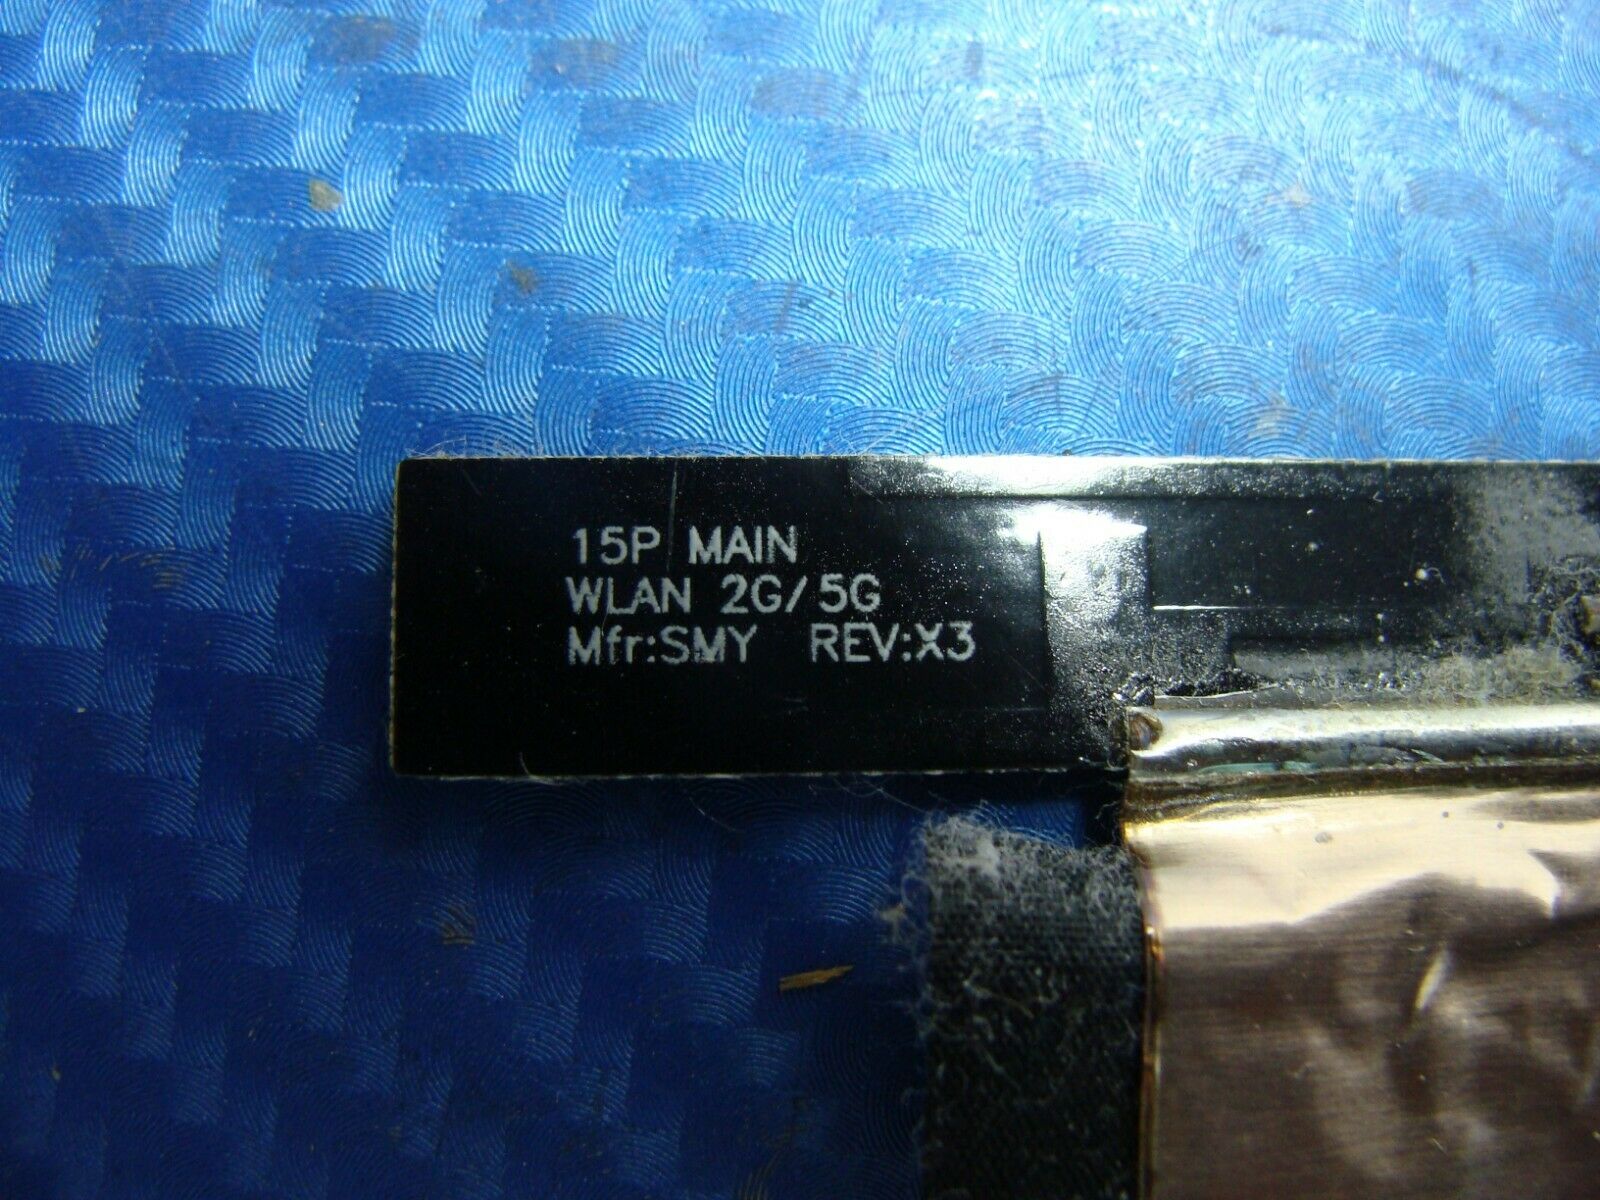 15P MAIN
WLAN 2G/5G
Mfr:SMY REV:X3